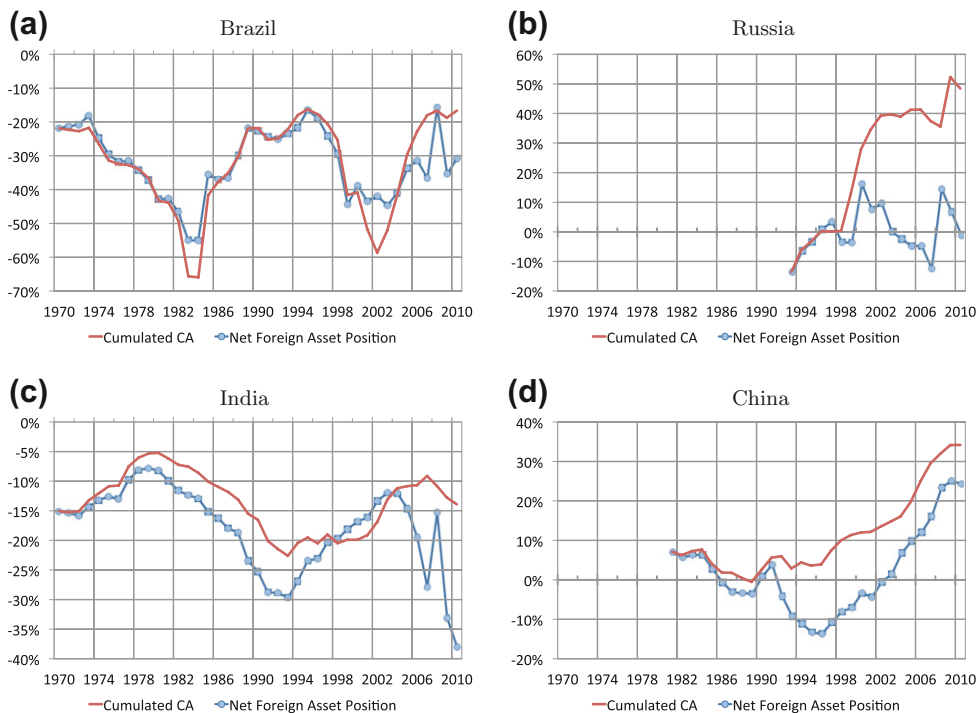 (a)
Brazil
0%
-10%
-20%
-30%
-40%
-50%
-60%
-70%
1970 1974 1978 1982 1986 1990 1994 1998 2002 2006 2010
Cumulated CA Net Foreign Asset Position
(b)
Russia
60%
50%
40%
30%
20%
10%
0%
-10%
-20%
1970 1974 1978 1982 1986 1990 1994 1998 2002 2006 2010
Cumulated CA Net Foreign Asset Position
(c)
India
0%
-5%
-10%
-15%
-20%
-25%
-30%
-35%
-40%
1970 1974 1978 1982 1986 1990 1994 1998 2002 2006 2010
Cumulated CA Net Foreign Asset Position
(d)
China
40%
30%
20%
10%
0%
-10%
-20%
1970 1974 1978 1982 1986 1990 1994 1998 2002 2006 2010
Cumulated CA Net Foreign Asset Position